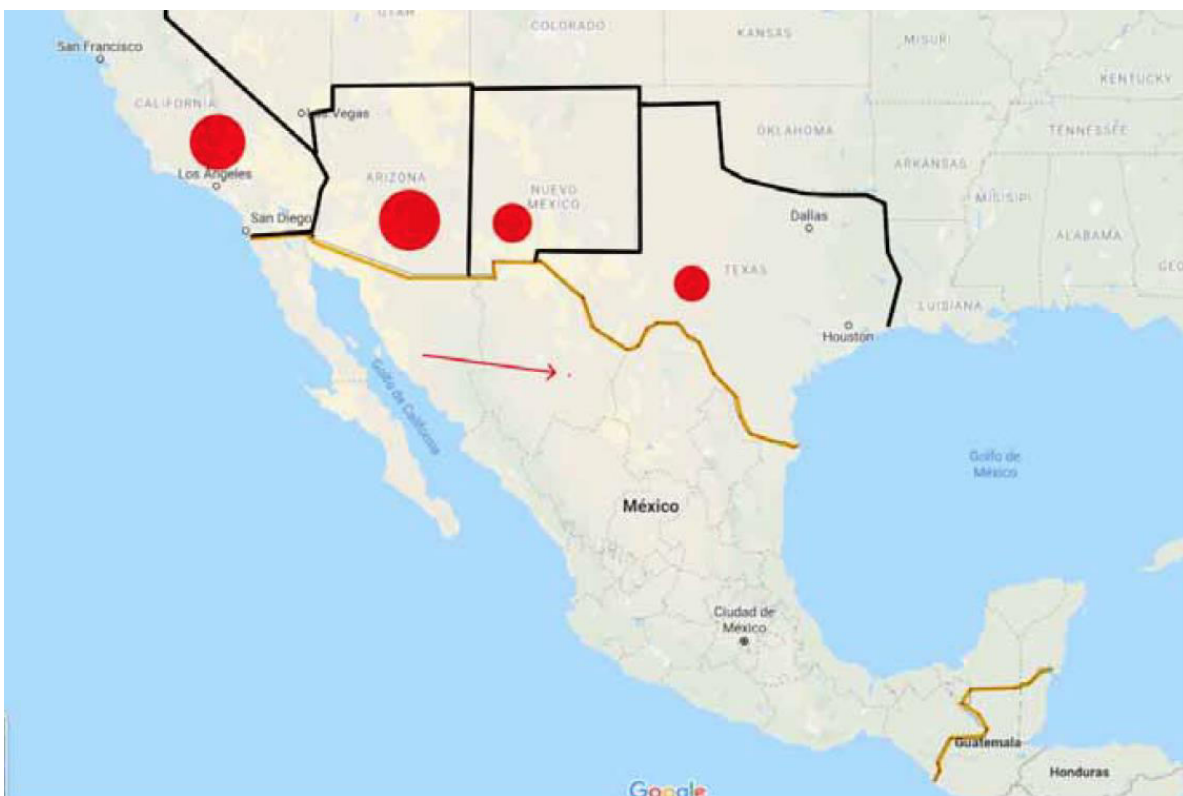 UTAH
COLORADO
KANSAS
MISURI
San Francisco
KENTUCKY
CALIFORNIA
Las Vegas
OKLAHOMA
TENNESSEE
ARKANSAS
Los Ángeles
ARIZONA
NUEVO
MÉXICO
MISISIPI
San Diego
Dallas
ALABAMA
TEXAS
GEO
LUISIANA
Houston
Golfo de California
Golfo de
México
México
Ciudad de
México
Guatemala
Honduras
Google